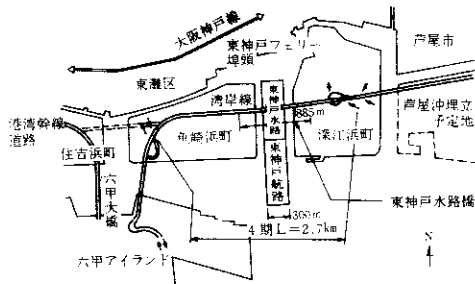 大阪神戸線
芦屋市
東神戸フェリー
埠頭
東灘区
湾岸線
港湾幹線
道路
住吉浜町
魚崎浜町
東神戸水路
東神戸航路
885m
深江浜町
芦屋沖埋立
予定地
六甲大橋
300m
東神戸水路橋
4期L=2.7km
六甲アイランド
N